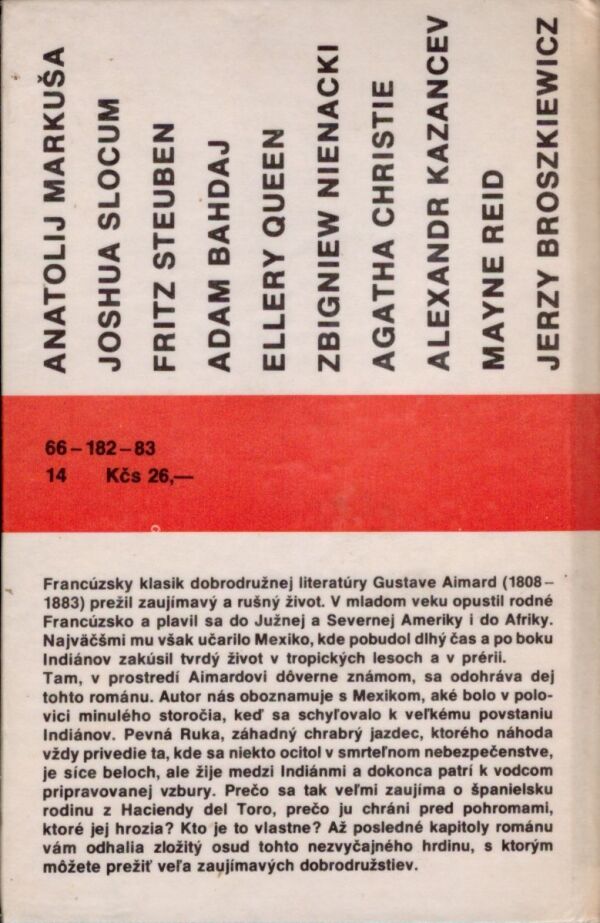 ANATOLIJ MARKUŠA
JOSHUA SLOCUM
FRITZ STEUBEN
ADAM BAHDAJ
ELLERY QUEEN
ZBIGNIEW NIENACKI
AGATHA CHRISTIE
ALEXANDR KAZANCEV
MAYNE REID
JERZY BROSZKIEWICZ
66–182–83
14 Kčs 26,—
Francúzsky klasik dobrodružnej literatúry Gustave Aimard (1808–
1883) prežil zaujímavý a rušný život. V mladom veku opustil rodné
Francúzsko a plavil sa do Južnej a Severnej Ameriky i do Afriky.
Najväčšmi mu však učarilo Mexiko, kde pobudol dlhý čas a po boku
Indiánov zakúsil tvrdý život v tropických lesoch a v prérii.
Tam, v prostredí Aimardovi dôverne známom, sa odohráva dej
tohto románu. Autor nás oboznamuje s Mexikom, aké bolo v polo-
vici minulého storočia, keď sa schyľovalo k veľkému povstaniu
Indiánov. Pevná Ruka, záhadný chrabrý jazdec, ktorého náhoda
vždy privedie ta, kde sa niekto ocitol v smrteľnom nebezpečenstve,
je síce beloch, ale žije medzi Indiánmi a dokonca patrí k vodcom
pripravovanej vzbury. Prečo sa tak veľmi zaujíma o španielsku
rodinu z Haciendy del Toro, prečo ju chráni pred pohromami,
ktoré jej hrozia? Kto je to vlastne? Až posledné kapitoly románu
vám odhalia zložitý osud tohto nezvyčajného hrdinu, s ktorým
môžete prežiť veľa zaujímavých dobrodružstiev.